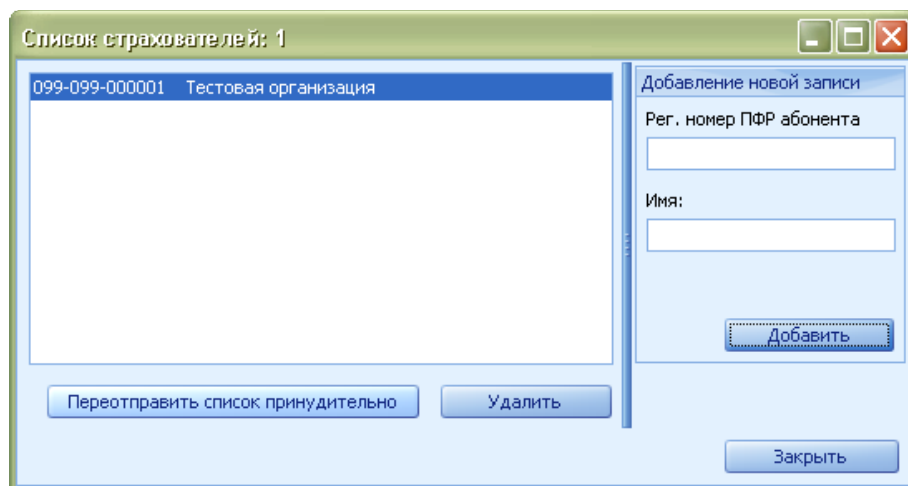 Список страхователей: 1
099-099-000001 Тестовая организация
Добавление новой записи
Рег. номер ПФР абонента
Имя:
Добавить
Переотправить список принудительно
Удалить
Закрыть